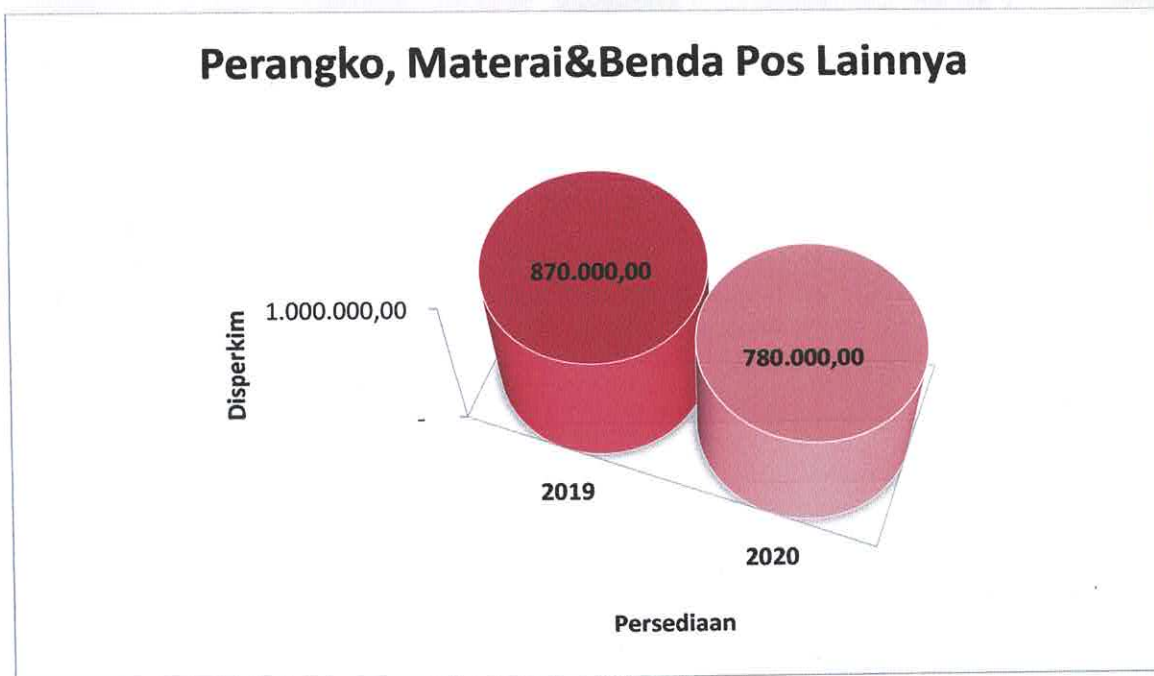 Perangko, Materai&Benda Pos Lainnya
870.000,00
780.000,00
1.000.000,00
-
Disperkim
2019
2020
Persediaan